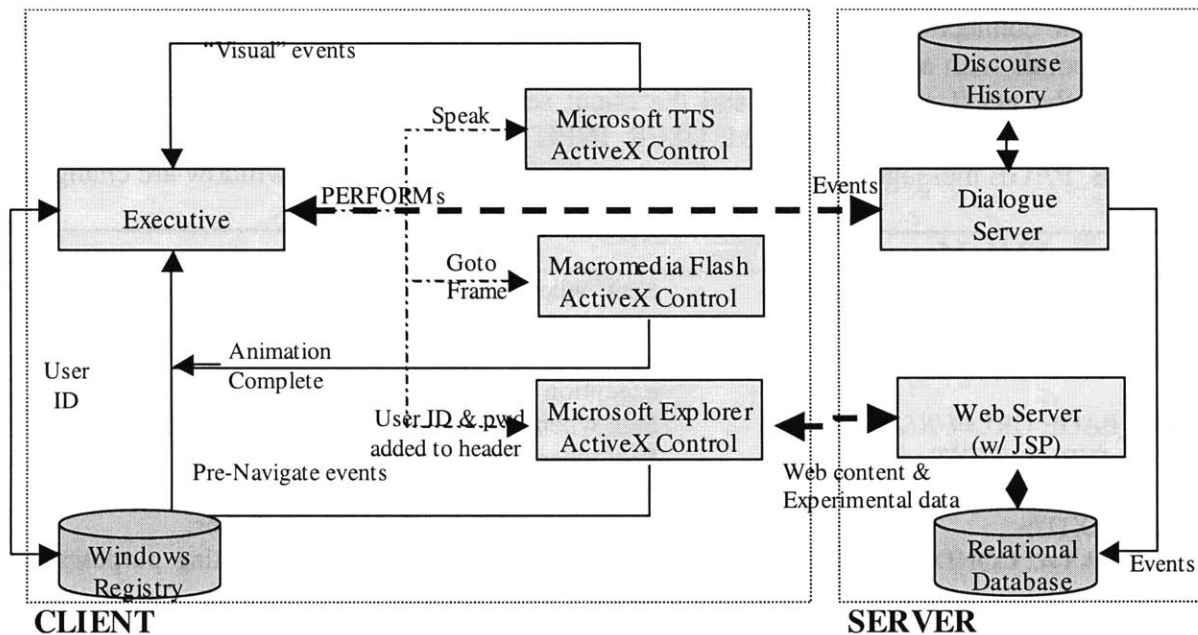 “Visual” events
Speak
Microsoft TTS
ActiveX Control
Discourse
History
Executive
PERFORMs
Events
Dialogue
Server
Goto
Frame
Macromedia Flash
ActiveX Control
Animation
Complete
User
ID
User ID & pwd
added to header
Microsoft Explorer
ActiveX Control
Web Server
(w/ JSP)
Pre-Navigate events
Web content &
Experimental data
Windows
Registry
Relational
Database
Events
CLIENT
SERVER